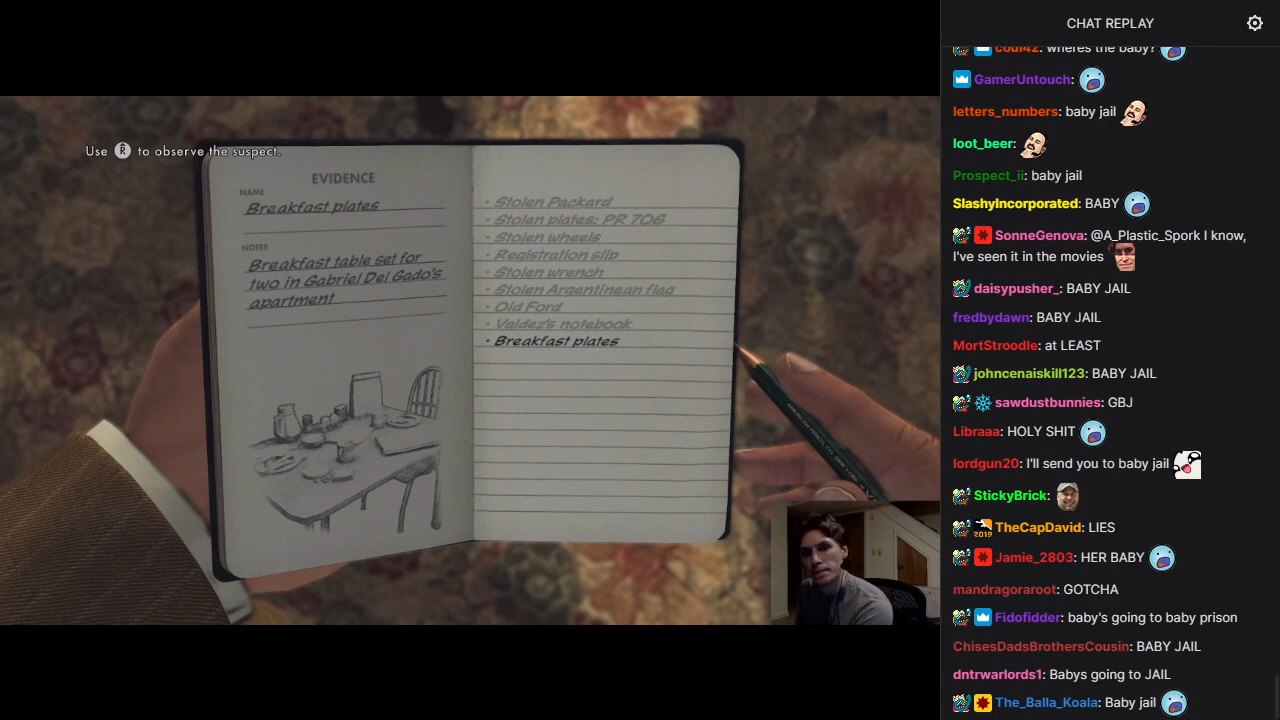 CHAT REPLAY
Use R to observe the suspect.
EVIDENCE
NAME
Breakfast plates
NOTES
Breakfast table set for
two in Gabriel Del Gado's
apartment
• Stolen Packard
• Stolen plates: PR 706
• Stolen wheels
• Registration slip
• Stolen wrench
• Stolen Argentinean flag
• Old Ford
• Valdez's notebook
• Breakfast plates
coul42: wheres the baby?
GamerUntouch:
letters_numbers: baby jail
loot_beer:
Prospect_ii: baby jail
SlashyIncorporated: BABY
SonneGenova: @A_Plastic_Spork I know,
I've seen it in the movies
daisypusher_: BABY JAIL
fredbydawn: BABY JAIL
MortStroodle: at LEAST
johncenaiskill123: BABY JAIL
sawdustbunnies: GBJ
Libraaa: HOLY SHIT
lordgun20: I'll send you to baby jail
StickyBrick:
2019 TheCapDavid: LIES
Jamie_2803: HER BABY
mandragoraroot: GOTCHA
Fidofidder: baby's going to baby prison
ChisesDadsBrothersCousin: BABY JAIL
dntrwarlords1: Babys going to JAIL
The_Balla_Koala: Baby jail